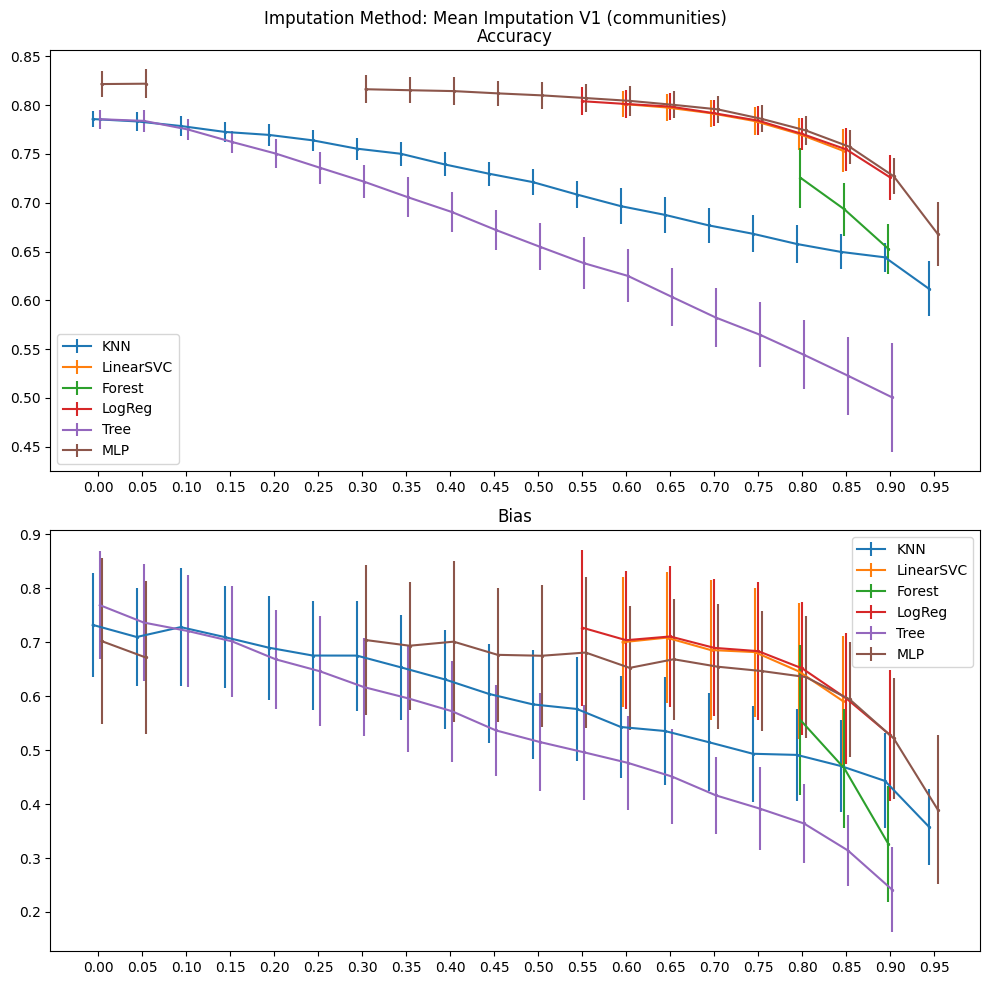 Imputation Method: Mean Imputation V1 (communities)
Accuracy
0.85
0.80
0.75
0.70
0.65
0.60
0.55
0.50
0.45
KNN
LinearSVC
Forest
LogReg
Tree
MLP
0.00 0.05 0.10 0.15 0.20 0.25 0.30 0.35 0.40 0.45 0.50 0.55 0.60 0.65 0.70 0.75 0.80 0.85 0.90 0.95
Bias
0.9
0.8
0.7
0.6
0.5
0.4
0.3
0.2
KNN
LinearSVC
Forest
LogReg
Tree
MLP
0.00 0.05 0.10 0.15 0.20 0.25 0.30 0.35 0.40 0.45 0.50 0.55 0.60 0.65 0.70 0.75 0.80 0.85 0.90 0.95